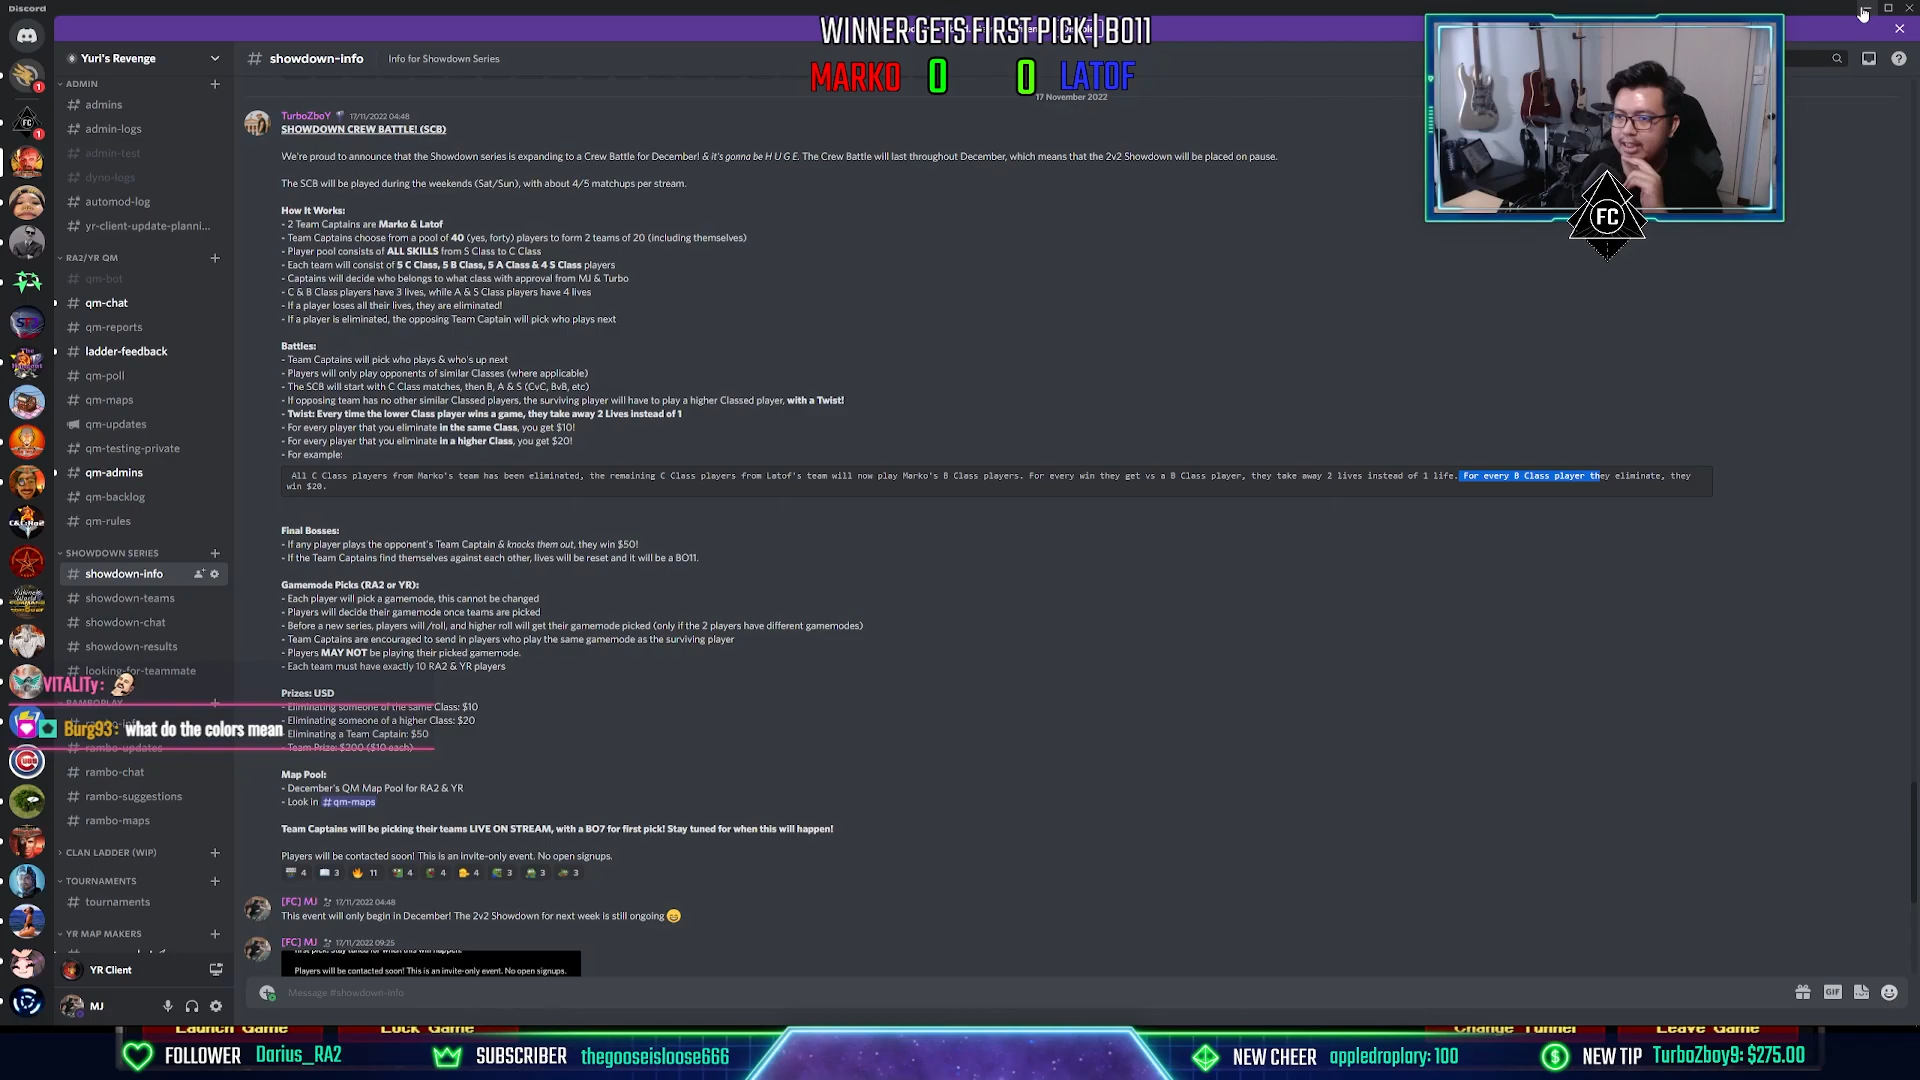 Discord
WINNER GETS FIRST PICK | BO11
MARKO 0 0 LATOF
Yuri's Revenge
# showdown-info
Info for Showdown Series
ADMIN
admins
admin-logs
admin-test
dyno-logs
automod-log
yr-client-update-planni...
RA2/YR QM
qm-bot
qm-chat
qm-reports
ladder-feedback
qm-poll
qm-maps
qm-updates
qm-testing-private
qm-admins
qm-backlog
qm-rules
SHOWDOWN SERIES
showdown-info
showdown-teams
showdown-chat
showdown-results
looking-for-teammate
VITALITy:
Burg93: what do the colors mean
rambo-updates
rambo-chat
rambo-suggestions
rambo-maps
CLAN LADDER (WIP)
TOURNAMENTS
tournaments
YR MAP MAKERS
YR Client
MJ
17 November 2022
TurboZboY 17/11/2022 04:48
SHOWDOWN CREW BATTLE! (SCB)
We're proud to announce that the Showdown series is expanding to a Crew Battle for December! & it's gonna be H U G E. The Crew Battle will last throughout December, which means that the 2v2 Showdown will be placed on pause.
The SCB will be played during the weekends (Sat/Sun), with about 4/5 matchups per stream.
How It Works:
- 2 Team Captains are Marko & Latof
- Team Captains choose from a pool of 40 (yes, forty) players to form 2 teams of 20 (including themselves)
- Player pool consists of ALL SKILLS from S Class to C Class
- Each team will consist of 5 C Class, 5 B Class, 5 A Class & 4 S Class players
- Captains will decide who belongs to what class with approval from MJ & Turbo
- C & B Class players have 3 lives, while A & S Class players have 4 lives
- If a player loses all their lives, they are eliminated!
- If a player is eliminated, the opposing Team Captain will pick who plays next
Battles:
- Team Captains will pick who plays & who's up next
- Players will only play opponents of similar Classes (where applicable)
- The SCB will start with C Class matches, then B, A & S (CvC, BvB, etc)
- If opposing team has no other similar Classed players, the surviving player will have to play a higher Classed player, with a Twist!
- Twist: Every time the lower Class player wins a game, they take away 2 Lives instead of 1
- For every player that you eliminate in the same Class, you get $10!
- For every player that you eliminate in a higher Class, you get $20!
- For example:
All C Class players from Marko's team has been eliminated, the remaining C Class players from Latof's team will now play Marko's B Class players. For every win they get vs a B Class player, they take away 2 lives instead of 1 life. For every B Class player they eliminate, they
win $20.
Final Bosses:
- If any player plays the opponent's Team Captain & knocks them out, they win $50!
- If the Team Captains find themselves against each other, lives will be reset and it will be a BO11.
Gamemode Picks (RA2 or YR):
- Each player will pick a gamemode, this cannot be changed
- Players will decide their gamemode once teams are picked
- Before a new series, players will /roll, and higher roll will get their gamemode picked (only if the 2 players have different gamemodes)
- Team Captains are encouraged to send in players who play the same gamemode as the surviving player
- Players MAY NOT be playing their picked gamemode.
- Each team must have exactly 10 RA2 & YR players
Prizes: USD
- Eliminating someone of the same Class: $10
- Eliminating someone of a higher Class: $20
- Eliminating a Team Captain: $50
- Team Prize: $200 ($10 each)
Map Pool:
- December's QM Map Pool for RA2 & YR
- Look in #qm-maps
Team Captains will be picking their teams LIVE ON STREAM, with a BO7 for first pick! Stay tuned for when this will happen!
Players will be contacted soon! This is an invite-only event. No open signups.
4 3 11 4 4 4 3 3 3
[FC] MJ 17/11/2022 04:48
This event will only begin in December! The 2v2 Showdown for next week is still ongoing
[FC] MJ 17/11/2022 09:25
first pick! Stay tuned for when this will happen!
Players will be contacted soon! This is an invite-only event. No open signups.
Message #showdown-info
GIF
FC
Launch Game
Lock Game
Change Tunnel
Leave Game
FOLLOWER Darius_RA2
SUBSCRIBER thegooseisloose666
NEW CHEER appledroplary: 100
NEW TIP TurboZboy9: $275.00